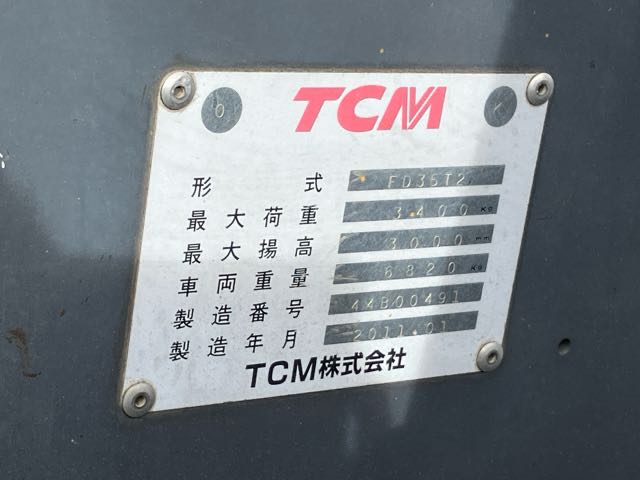 O TCM K
形式 FD35T2
最大荷重 3400 Kg
最大揚高 3000
車両重量 6820 Kg
製造番号 44B00491
製造年月 2011.01
TCM株式会社